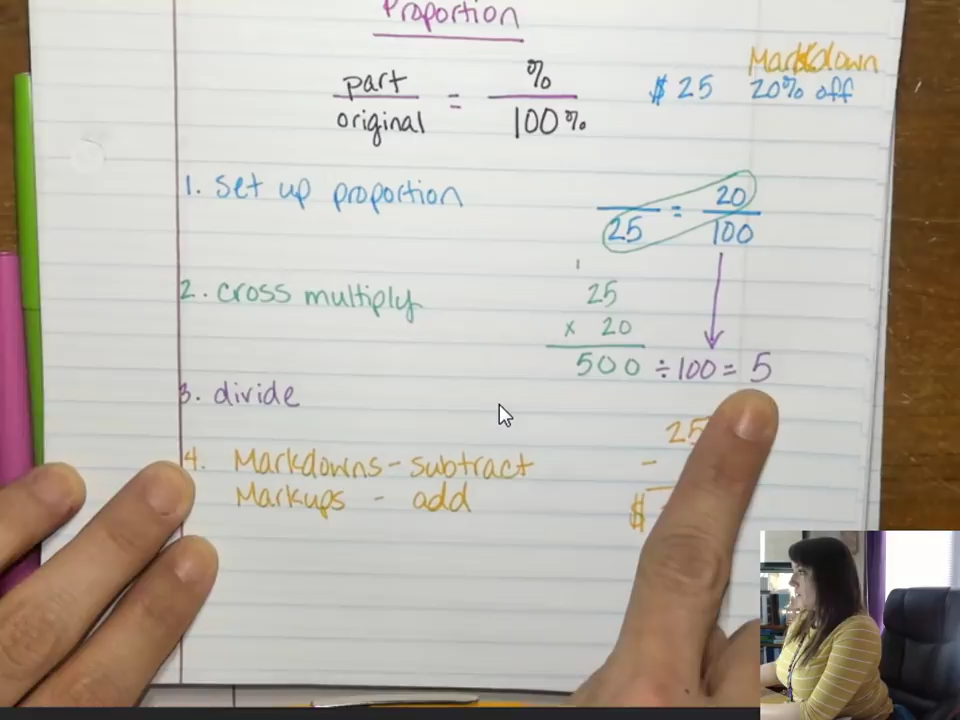 Proportion
part % 
original = 100%
Markdown
$ 25 20% off
1. set up proportion
20
25 = 100
2. cross multiply
1
25
x 20
500 ÷ 100 = 5
3. divide
25
4. Markdowns - subtract
-
Markups - add
$